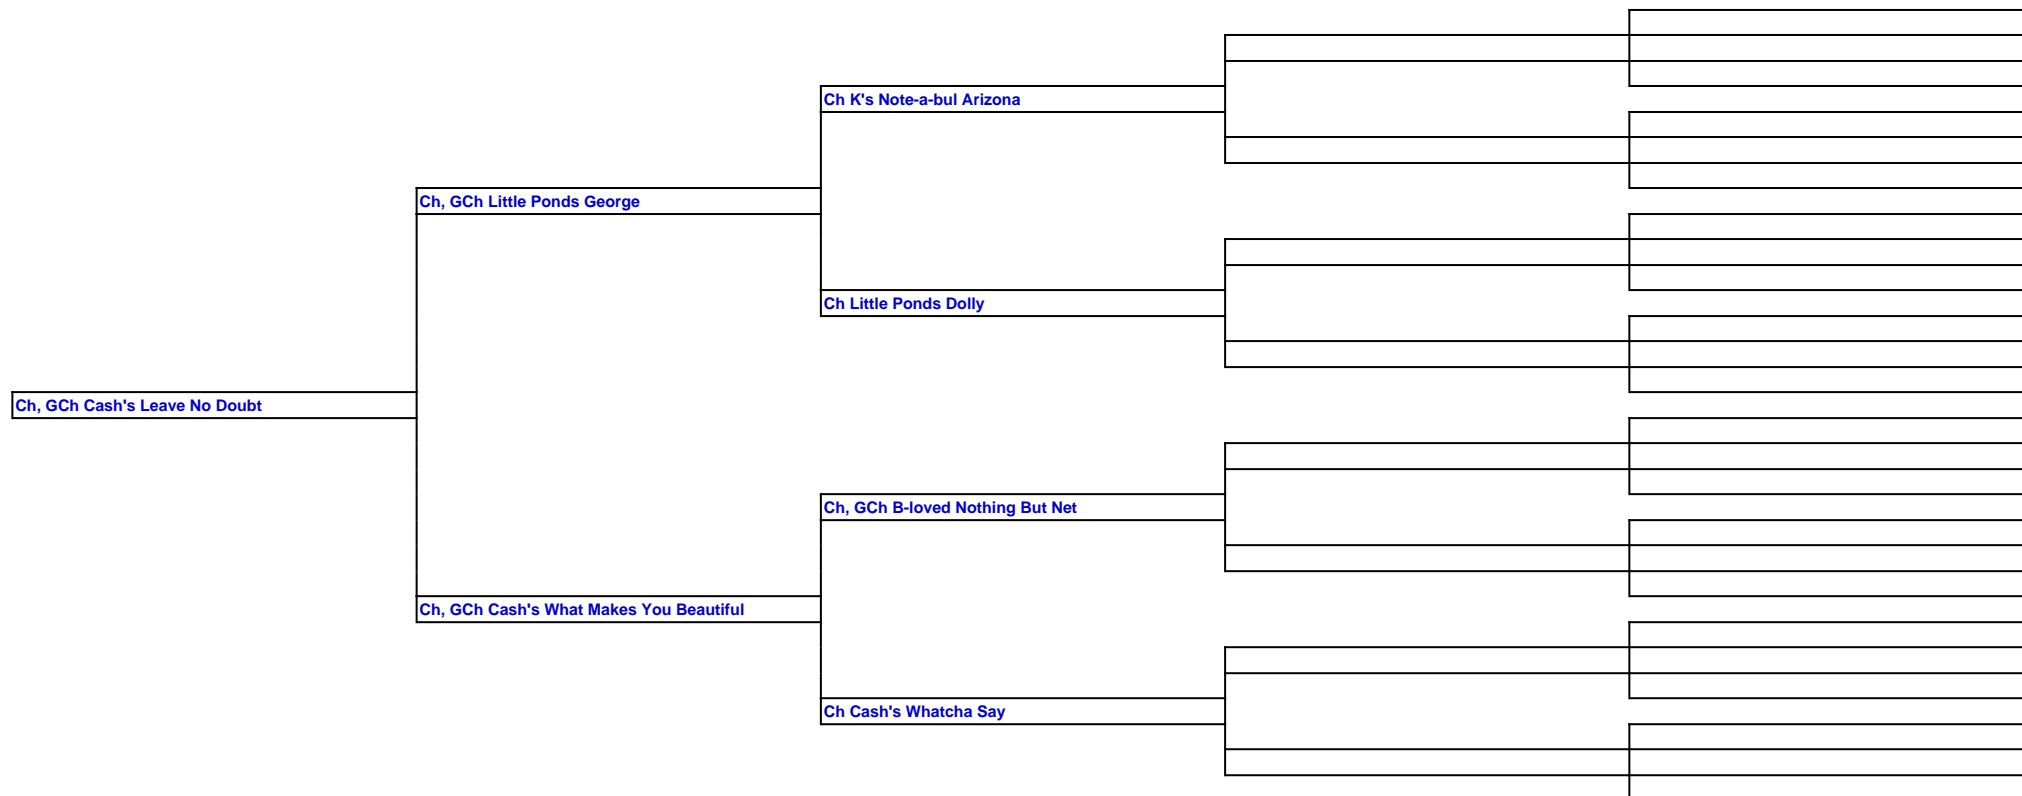 Ch K's Note-a-bul Arizona
Ch, GCh Little Ponds George
Ch Little Ponds Dolly
Ch, GCh Cash's Leave No Doubt
Ch, GCh B-loved Nothing But Net
Ch, GCh Cash's What Makes You Beautiful
Ch Cash's Whatcha Say